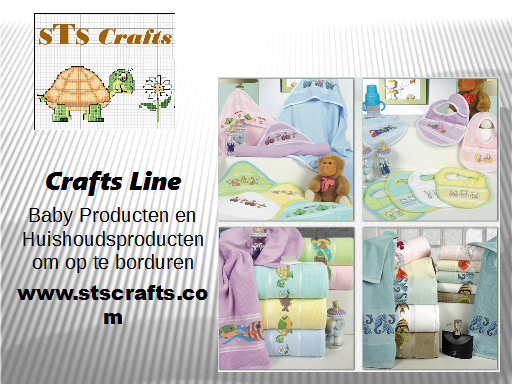 STS Crafts
Crafts Line
Baby Producten en
Huishoudsproducten
om op te borduren
www.stscrafts.co
m